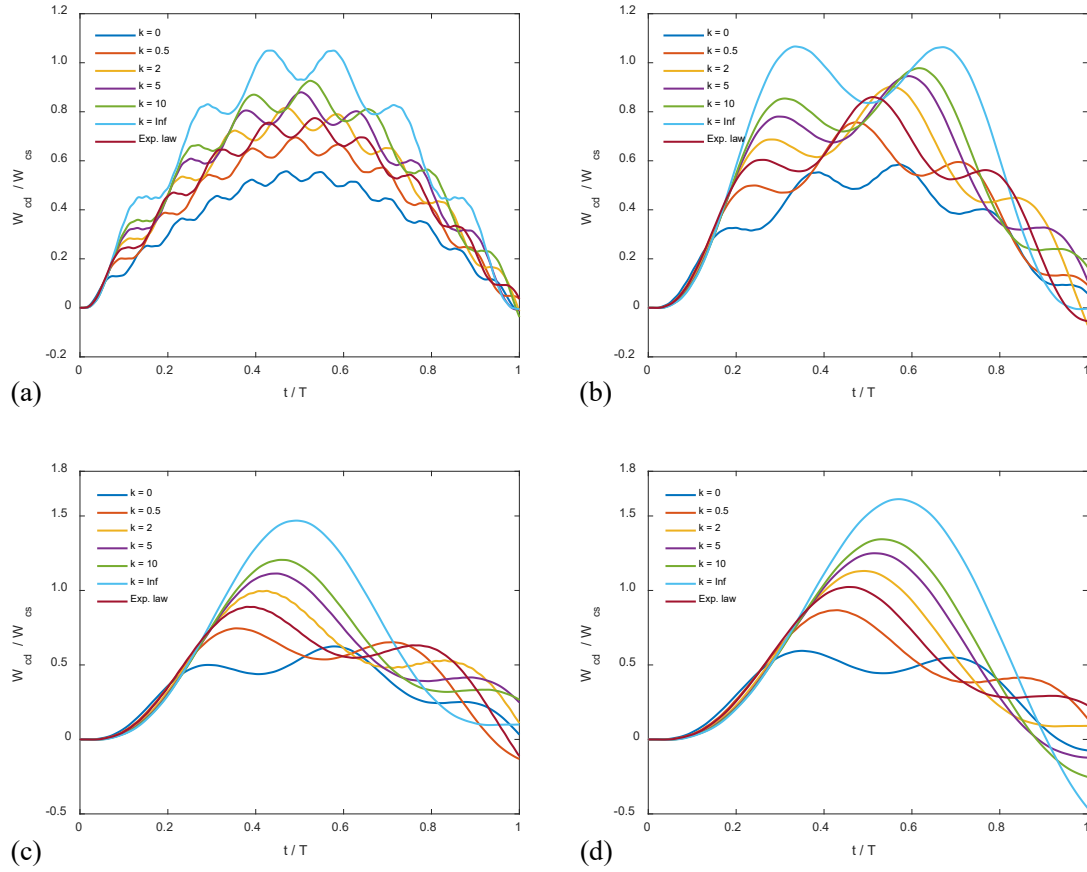 1.2
1.0
0.8
0.6
0.4
0.2
0
-0.2
W cd / W cs
k = 0
k = 0.5
k = 2
k = 5
k = 10
k = Inf
Exp. law
0 0.2 0.4 0.6 0.8 1
t / T
(a)
1.2
1.0
0.8
0.6
0.4
0.2
0
-0.2
W cd / W cs
k = 0
k = 0.5
k = 2
k = 5
k = 10
k = Inf
Exp. law
0 0.2 0.4 0.6 0.8 1
t / T
(b)
1.8
1.5
1.0
0.5
0
-0.5
W cd / W cs
k = 0
k = 0.5
k = 2
k = 5
k = 10
k = Inf
Exp. law
0 0.2 0.4 0.6 0.8 1
t / T
(c)
1.8
1.5
1.0
0.5
0
-0.5
W cd / W cs
k = 0
k = 0.5
k = 2
k = 5
k = 10
k = Inf
Exp. law
0 0.2 0.4 0.6 0.8 1
t / T
(d)